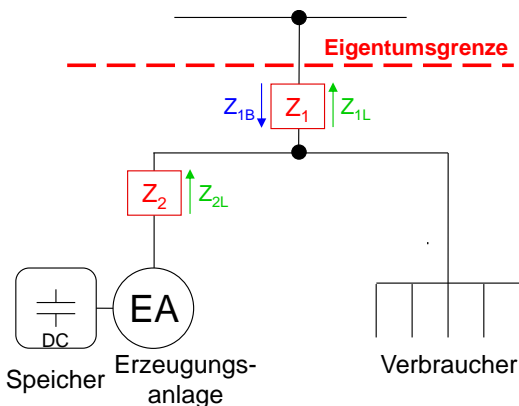 Eigentumsgrenze
Z1B
Z1
Z1L
Z2
Z2L
EA
DC
Speicher
Erzeugungs-
anlage
Verbraucher